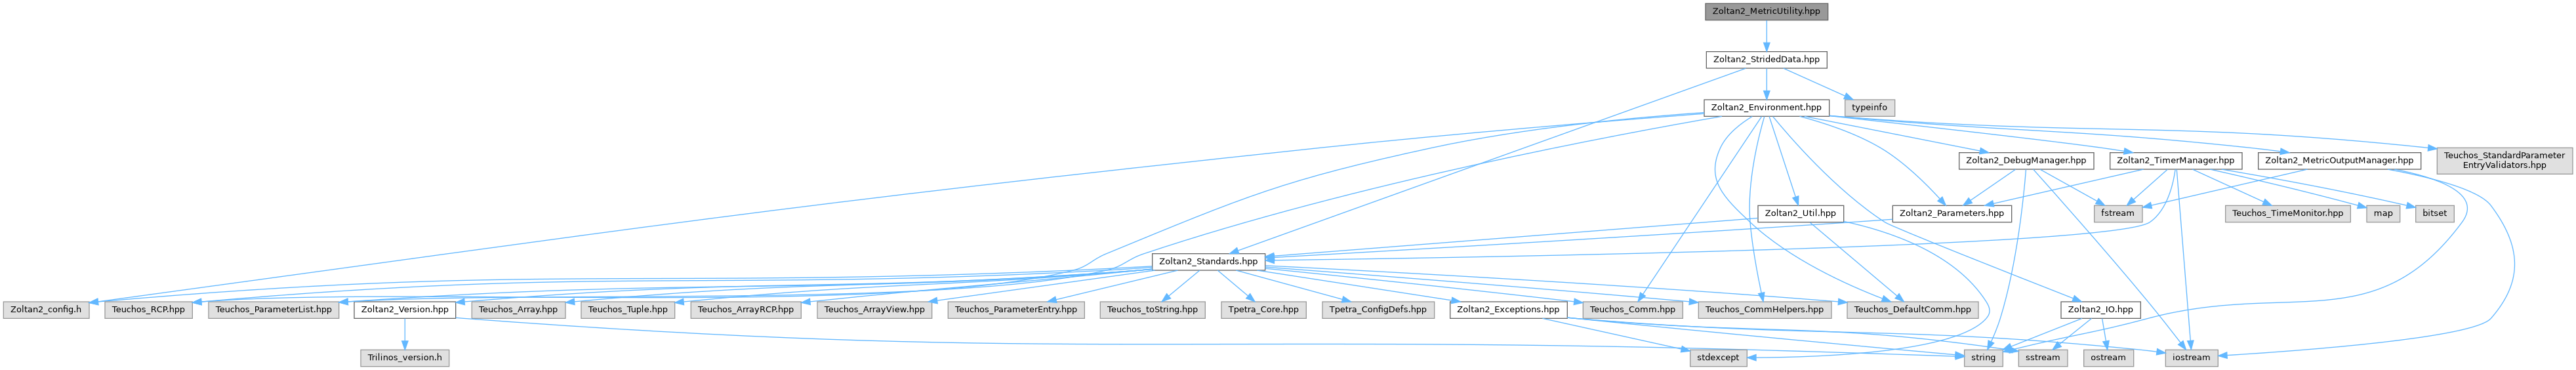 Zoltan2_MetricUtility.hpp
Zoltan2_StridedData.hpp
Zoltan2_Environment.hpp
typeinfo
Zoltan2_DebugManager.hpp
Zoltan2_TimerManager.hpp
Zoltan2_MetricOutputManager.hpp
Teuchos_StandardParameter
EntryValidators.hpp
Zoltan2_Util.hpp
Zoltan2_Parameters.hpp
fstream
Teuchos_TimeMonitor.hpp
map
bitset
Zoltan2_Standards.hpp
Zoltan2_config.h
Teuchos_RCP.hpp
Teuchos_ParameterList.hpp
Zoltan2_Version.hpp
Teuchos_Array.hpp
Teuchos_Tuple.hpp
Teuchos_ArrayRCP.hpp
Teuchos_ArrayView.hpp
Teuchos_ParameterEntry.hpp
Teuchos_toString.hpp
Tpetra_Core.hpp
Tpetra_ConfigDefs.hpp
Zoltan2_Exceptions.hpp
Teuchos_Comm.hpp
Teuchos_CommHelpers.hpp
Teuchos_DefaultComm.hpp
Zoltan2_IO.hpp
Trilinos_version.h
stdexcept
string
sstream
ostream
iostream